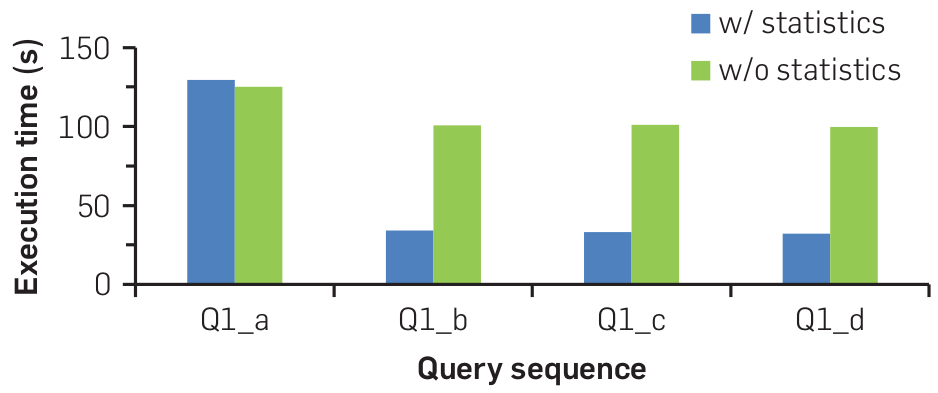 w/ statistics
w/o statistics
Execution time (s)
150
100
50
0
Q1_a Q1_b Q1_c Q1_d
Query sequence